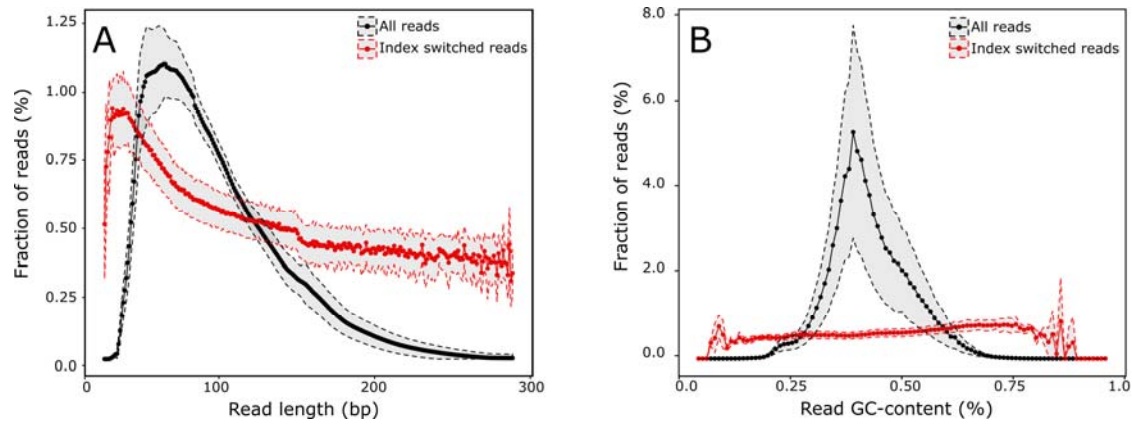 A
All reads
Index switched reads
Fraction of reads (%)
1.25
1.00
0.75
0.50
0.25
0.0
0
100
200
300
Read length (bp)
B
All reads
Index switched reads
Fraction of reads (%)
8.0
6.0
4.0
2.0
0.0
0.0
0.25
0.50
0.75
1.0
Read GC-content (%)